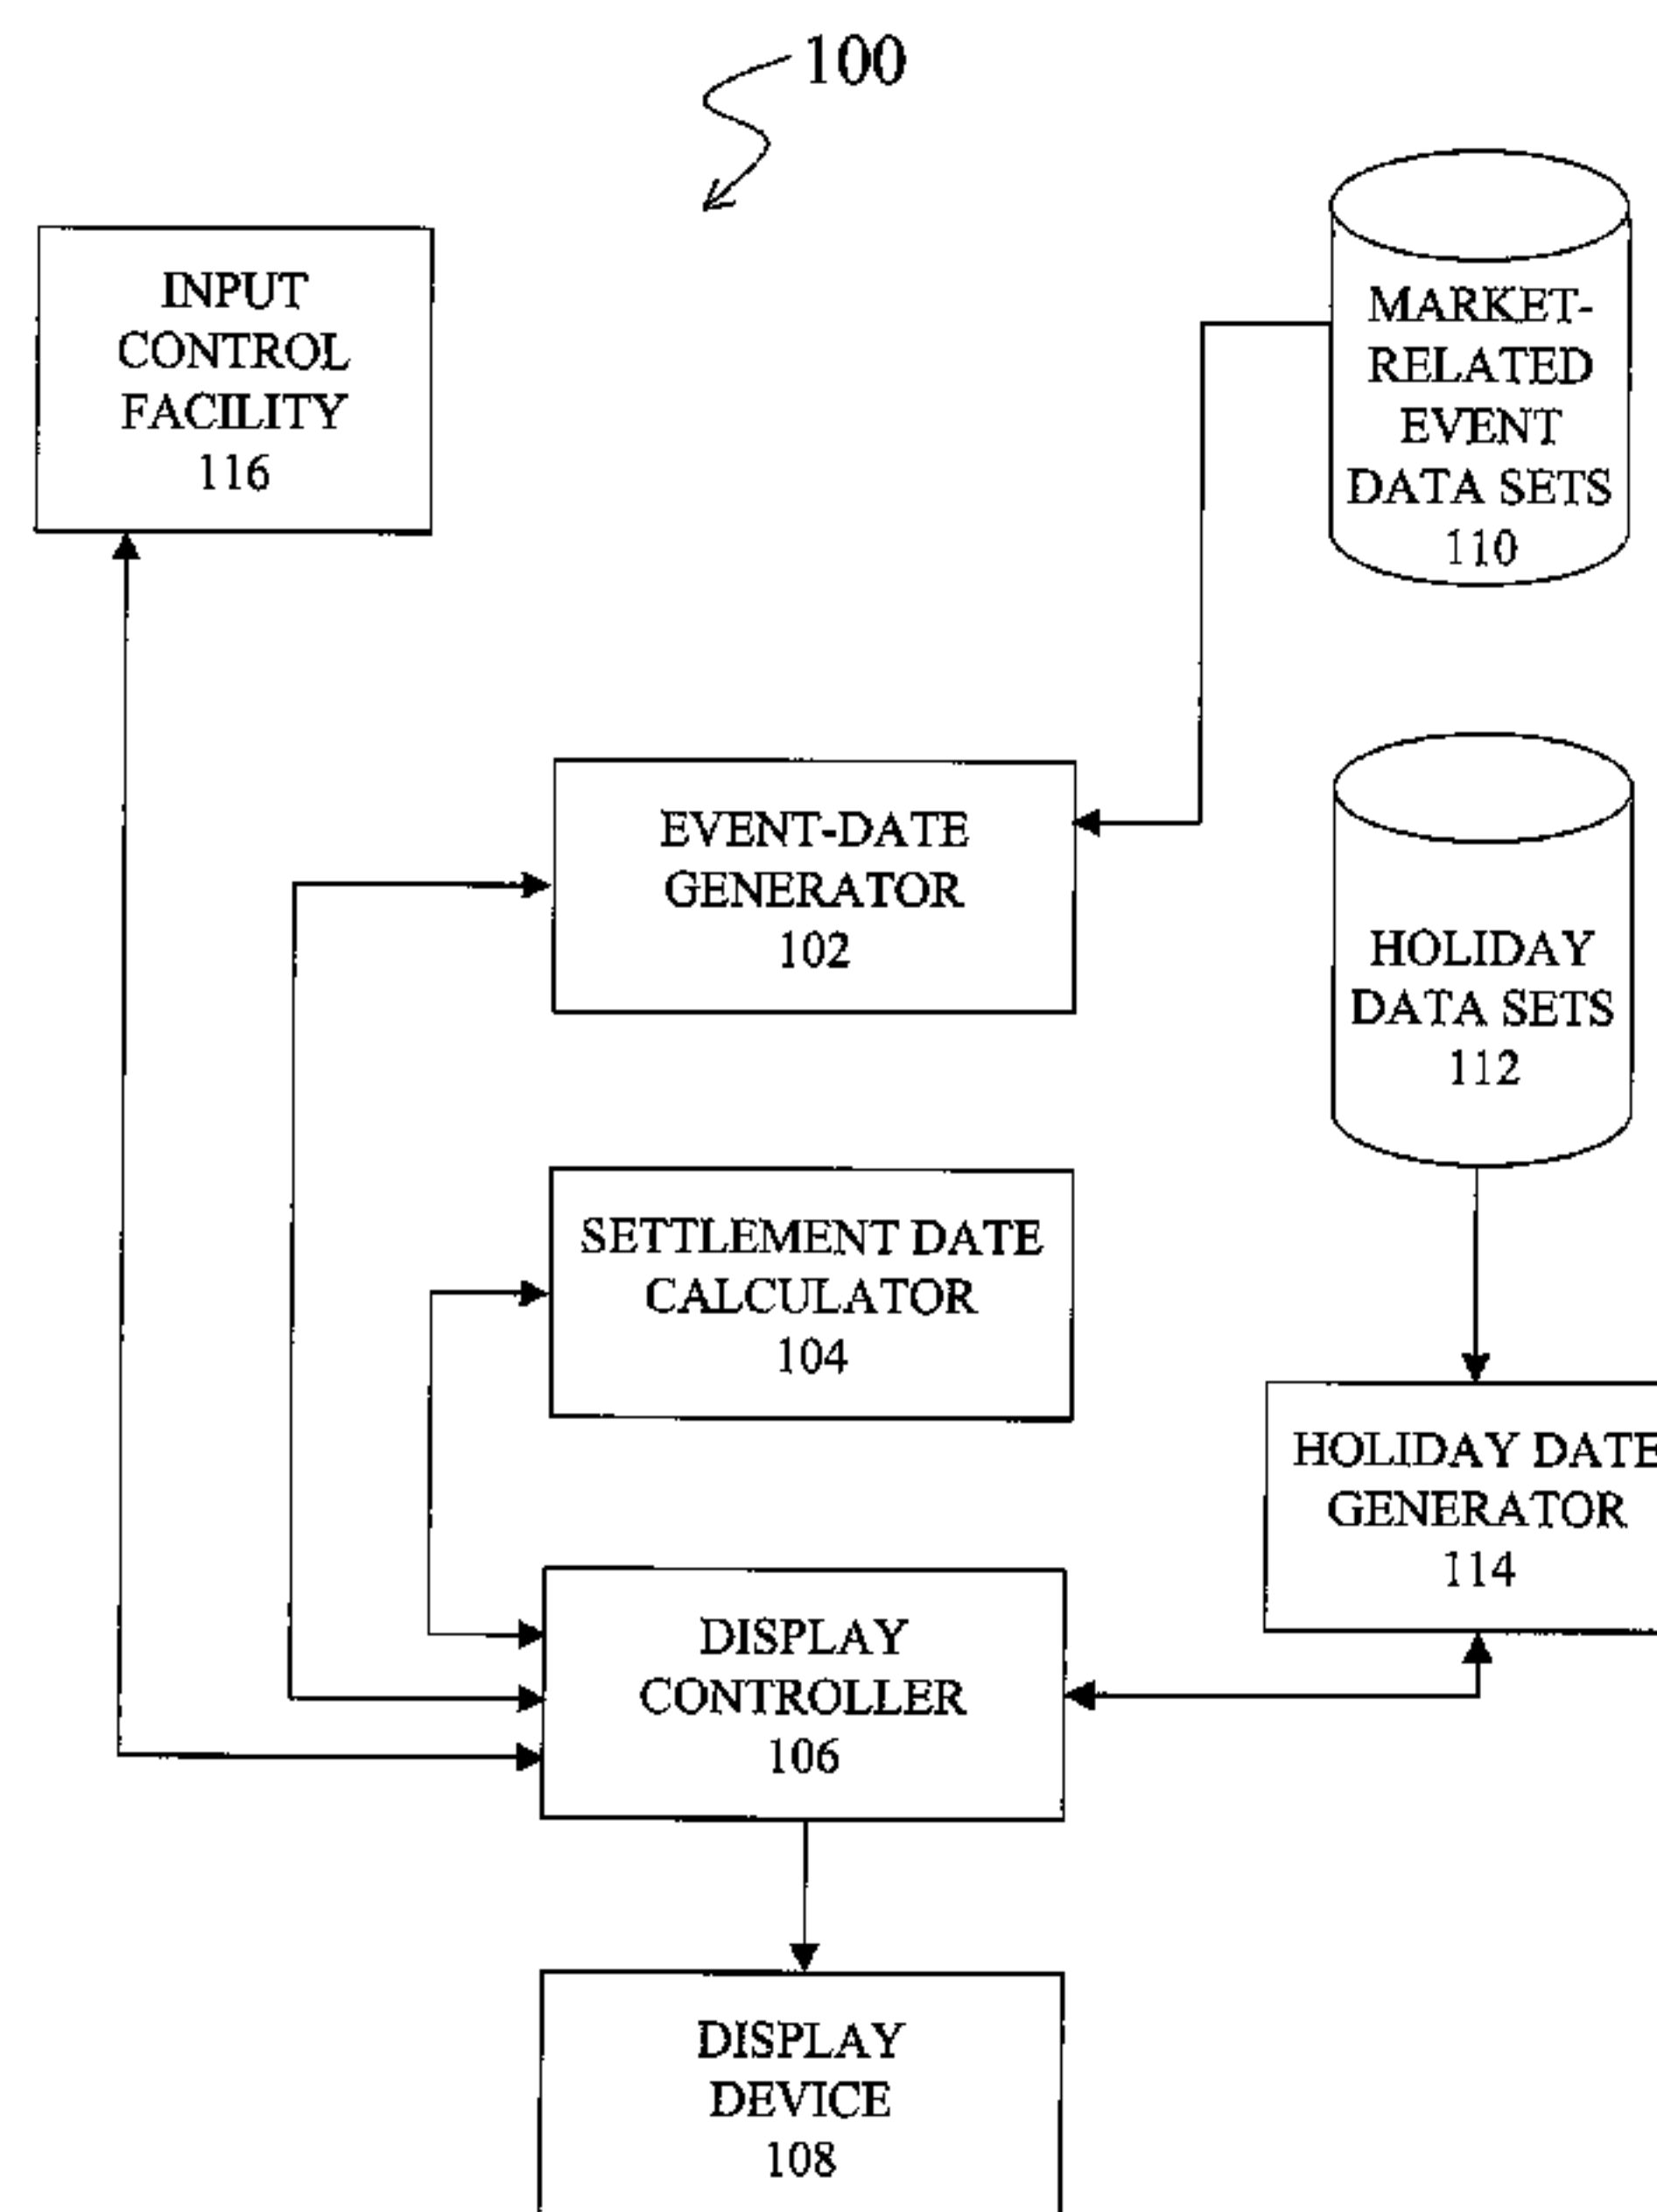 100
INPUT
CONTROL
FACILITY
116
MARKET-
RELATED
EVENT
DATA SETS
110
EVENT-DATE
GENERATOR
102
HOLIDAY
DATA SETS
112
SETTLEMENT DATE
CALCULATOR
104
HOLIDAY DATE
GENERATOR
114
DISPLAY
CONTROLLER
106
DISPLAY
DEVICE
108